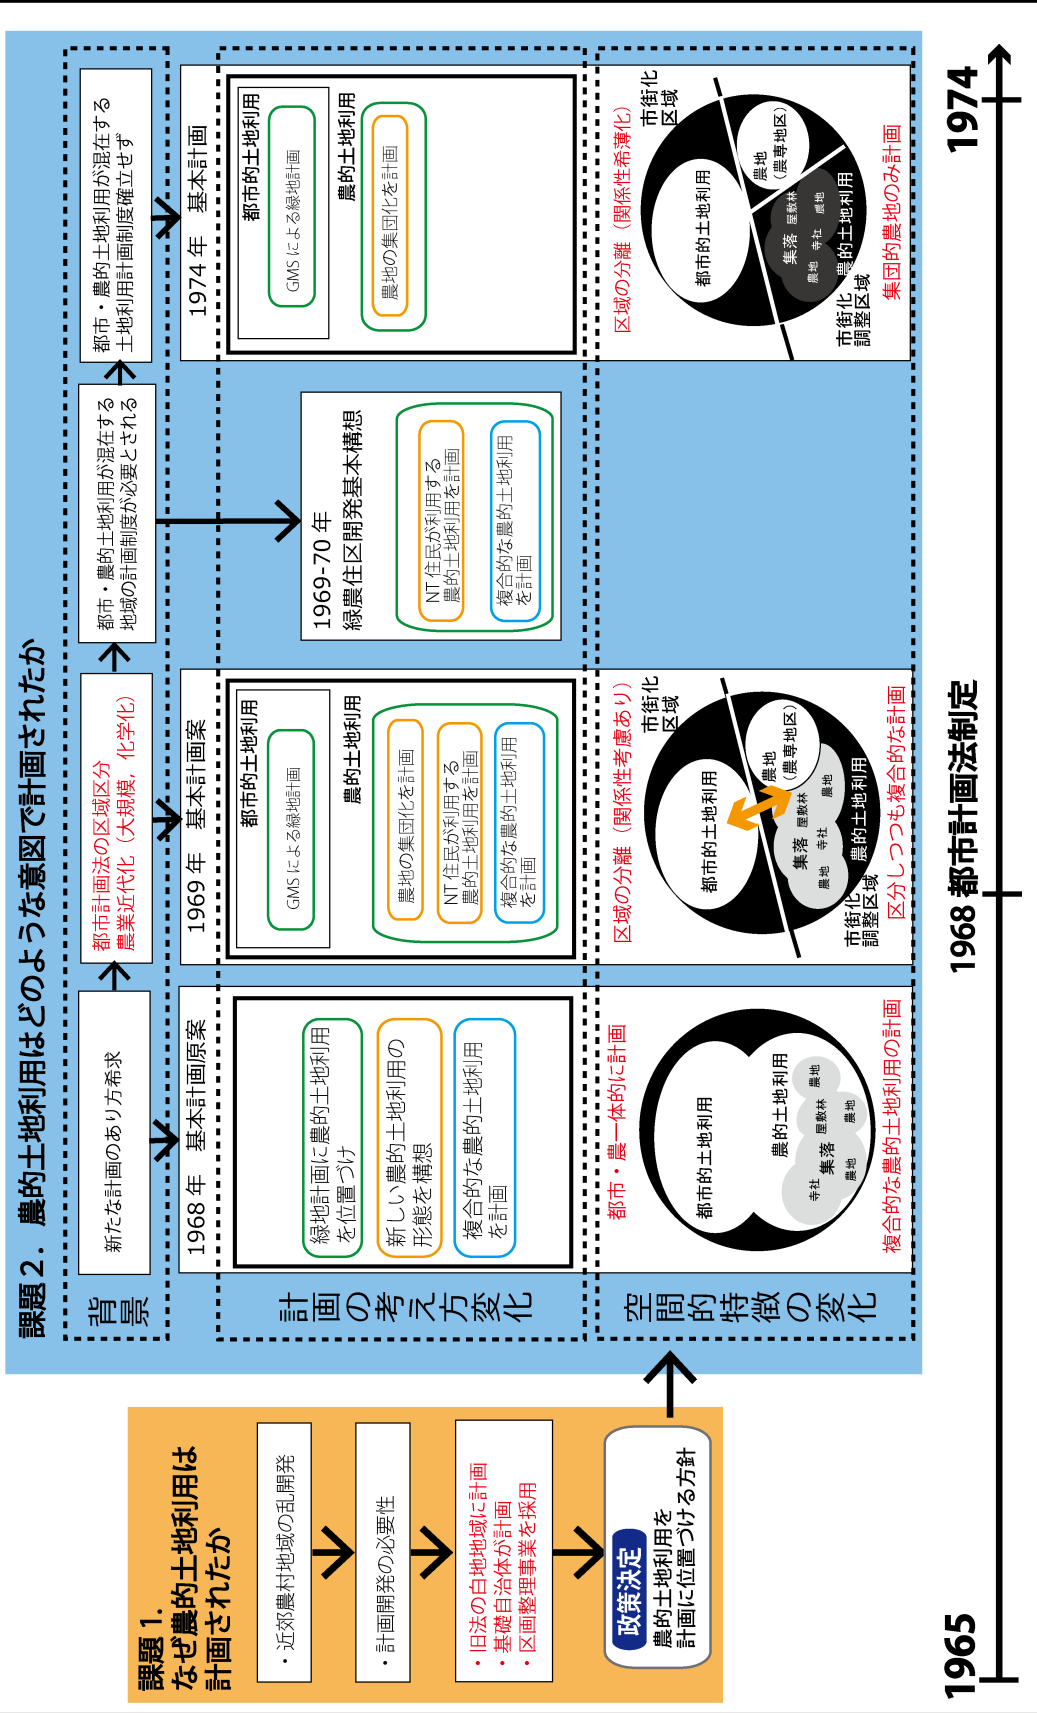 課題 1.
なぜ農的土地利用は
計画されたか
・近郊農村地域の乱開発
・計画開発の必要性
・旧法の白地地域に計画
・基礎自治体が計画
・区画整理事業を採用
政策決定
農的土地利用を
計画に位置づける方針
課題２．農的土地利用はどのような意図で計画されたか
背景
新たな計画のあり方希求
都市計画法の区域区分
農業近代化（大規模，化学化）
都市・農的土地利用が混在する
地域の計画制度が必要とされる
都市・農的土地利用が混在する
土地利用計画制度確立せず
計画の考え方変化
1968 年　基本計画原案
緑地計画に農的土地利用
を位置づけ
新しい農的土地利用の
形態を構想
複合的な農的土地利用
を計画
1969 年　基本計画案
都市的土地利用
GMS による緑地計画
農的土地利用
農地の集団化を計画
NT 住民が利用する
農的土地利用を計画
複合的な農的土地利用
を計画
1969-70 年
緑農住区開発基本構想
NT 住民が利用する
農的土地利用を計画
複合的な農的土地利用
を計画
1974 年　基本計画
都市的土地利用
GMS による緑地計画
農的土地利用
農地の集団化を計画
空間的特徴の変化
都市・農一体的に計画
都市的土地利用
農的土地利用
寺社
集落
屋敷林
農地
農地
農地
複合的な農的土地利用の計画
区域の分離（関係性考慮あり）
市街化
区域
都市的土地利用
農地
（農専地区）
農地
集落
寺社
屋敷林
農地
農的土地利用
市街化
調整区域
区分しつつも複合的な計画
区域の分離（関係性希薄化）
市街化
区域
都市的土地利用
農地
（農専地区）
農地
集落
寺社
屋敷林
農地
農的土地利用
市街化
調整区域
集団的農地のみ計画
1965
1968 都市計画法制定
1974